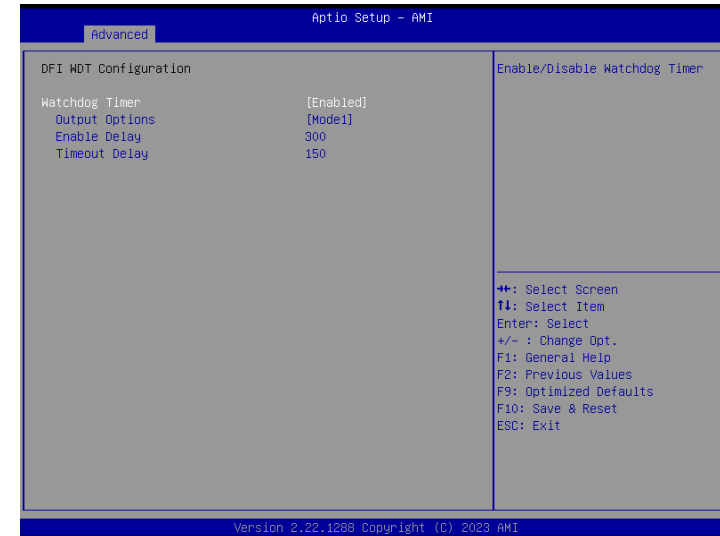 Aptio Setup – AMI
Advanced
DFI WDT Configuration
Watchdog Timer [Enabled]
Output Options [Mode1]
Enable Delay 300
Timeout Delay 150
Enable/Disable Watchdog Timer
→←: Select Screen
↑↓: Select Item
Enter: Select
+/- : Change Opt.
F1: General Help
F2: Previous Values
F9: Optimized Defaults
F10: Save & Reset
ESC: Exit
Version 2.22.1288 Copyright (C) 2023 AMI